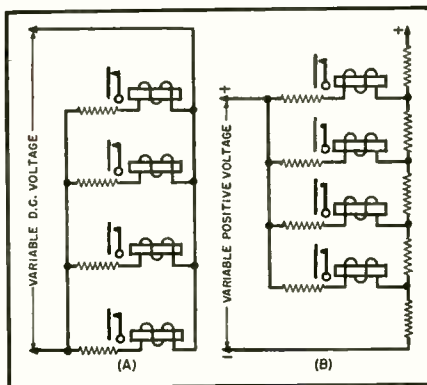 VARIABLE D.C. VOLTAGE
(A)
+
VARIABLE POSITIVE VOLTAGE
-
+
(B)